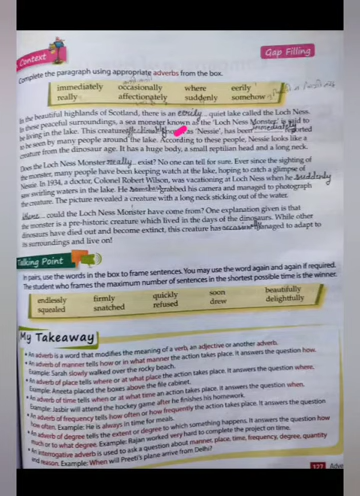 Context
Gap Filling
Complete the paragraph using appropriate adverbs from the box.
immediately occasionally where eerily
really affectionately suddenly somehow
In the beautiful highlands of Scotland, there is an eerily quiet lake called the Loch Ness.
In these peaceful surroundings, a sea monster known as the 'Loch Ness Monster,' is said to
be living in the lake. This creature, known as 'Nessie', has been immediately reported
to be seen by many people around the lake. According to these people, Nessie looks like a
creature from the dinosaur age. It has a huge body, a small reptilian head and a long neck.
Does the Loch Ness Monster really exist? No one can tell for sure. Ever since the sighting of
the monster, many people have been keeping watch at the lake, hoping to catch a glimpse of
Nessie. In 1934, a doctor, Colonel Robert Wilson, was vacationing at Loch Ness when he suddenly
saw swirling waters in the lake. He grabbed his camera and managed to photograph
the creature. The picture revealed a creature with a long neck sticking out of the water.
could the Loch Ness Monster have come from? One explanation given is that
the monster is a pre-historic creature which lived in the days of the dinosaurs. While other
dinosaurs have died out and become extinct, this creature has managed to adapt to
its surroundings and live on!
Talking Point
In pairs, use the words in the box to frame sentences. You may use the word again and again if required.
The student who frames the maximum number of sentences in the shortest possible time is the winner.
endlessly firmly quickly soon beautifully
squealed snatched refused drew delightfully
My Takeaway
• An adverb is a word that modifies the meaning of a verb, an adjective or another adverb.
• An adverb of manner tells how or in what manner the action takes place. It answers the question how.
Example: Sarah slowly walked over the rocky beach.
• An adverb of place tells where or at what place the action takes place. It answers the question where.
Example: Aneeta placed the boxes above the file cabinet.
• An adverb of time tells when or at what time an action takes place. It answers the question when.
Example: Jasbir will attend the hockey game after he finishes his homework.
• An adverb of frequency tells how often or how frequently the action takes place. It answers the question
how often. Example: He is always in time for meals.
• An adverb of degree tells the extent or degree to which something happens. It answers the question how
much or to what degree. Example: Rajan worked very hard to complete the project on time.
• An interrogative adverb is used to ask a question about manner, place, time, frequency, degree, quantity
and reason. Example: When will Preeti's plane arrive from Delhi?
127